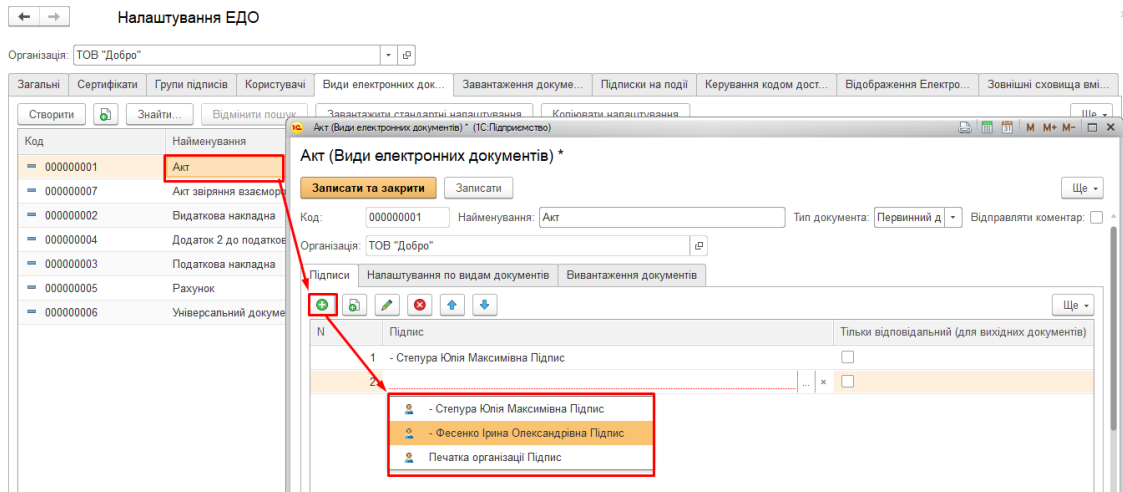 Налаштування ЕДО
Організація: ТОВ "Добро"
Загальні Сертифікати Групи підписів Користувачі Види електронних док... Завантаження докуме... Підписки на події Керування кодом дост... Відображення Електро... Зовнішні сховища вмі...
Створити Знайти... Відмінити пошук Завантажити стандартні налаштування Копіювати налаштування Ще
Код Найменування
000000001 Акт
000000007 Акт звіряння взаєморо
000000002 Видаткова накладна
000000004 Додаток 2 до податков
000000003 Податкова накладна
000000005 Рахунок
000000006 Універсальний докуме
1С Акт (Види електронних документів) * (1С:Підприємство) M M+ M-
Акт (Види електронних документів) *
Записати та закрити Записати Ще
Код: 000000001 Найменування: Акт Тип документа: Первинний д Відправляти коментар:
Організація: ТОВ "Добро"
Підписи Налаштування по видам документів Вивантаження документів
Ще
N Підпис Тільки відповідальний (для вихідних документів)
1 - Степура Юлія Максимівна Підпис
2 ...
- Степура Юлія Максимівна Підпис
- Фесенко Ірина Олександрівна Підпис
Печатка організації Підпис